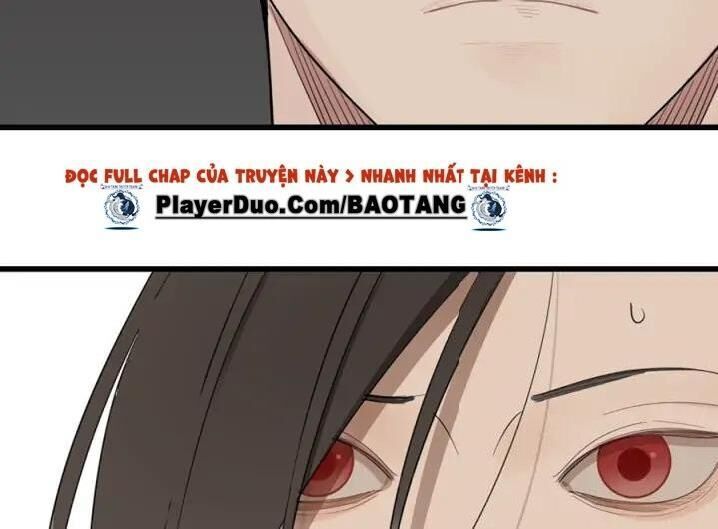 ĐỌC FULL CHAP CỦA TRUYỆN NÀY > NHANH NHẤT TẠI KÊNH :
PlayerDuo.Com/BAOTANG